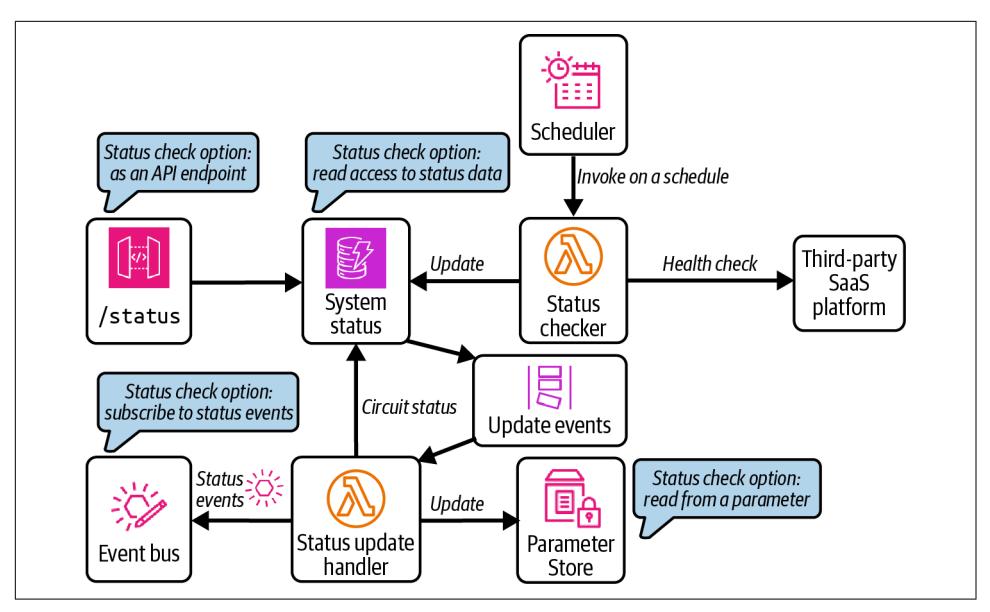 Scheduler
Invoke on a schedule
Status check option:
as an API endpoint
Status check option:
read access to status data
</>
/status
System
status
Update
Status
checker
Health check
Third-party
SaaS
platform
Status check option:
subscribe to status events
Circuit status
Update events
Event bus
Status
events
Status update
handler
Update
Parameter
Store
Status check option:
read from a parameter